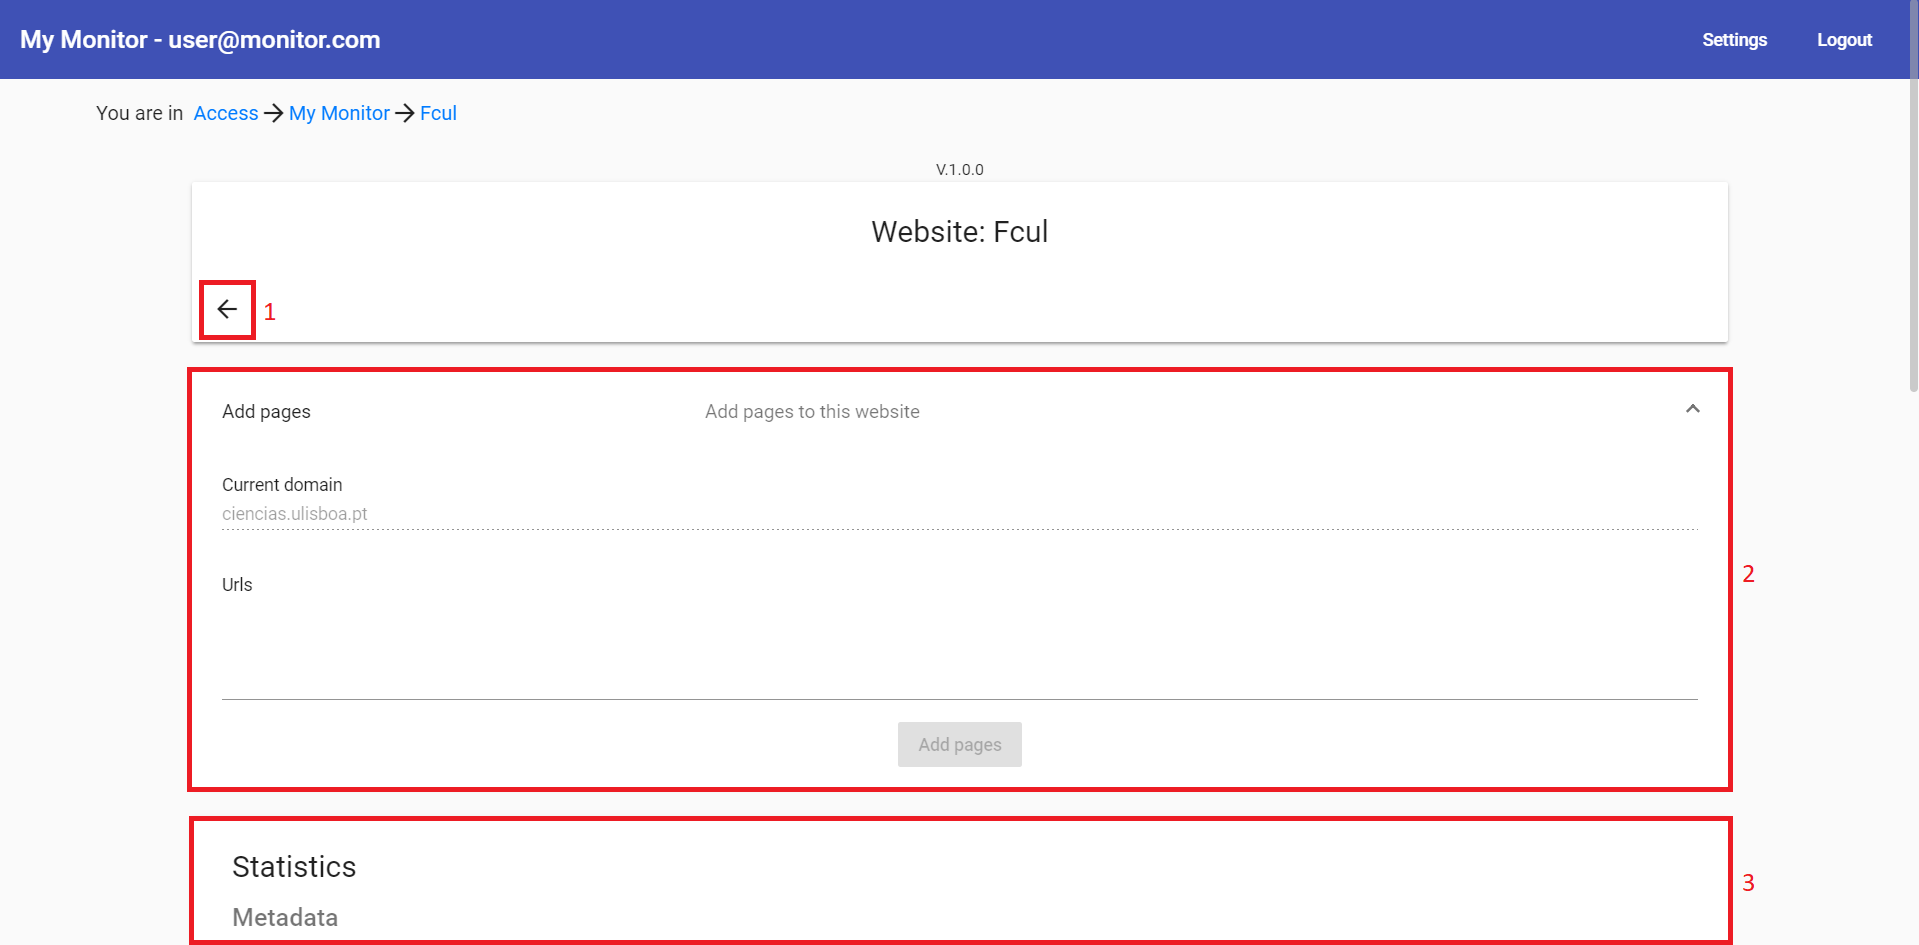 My Monitor - user@monitor.com Settings Logout
You are in Access → My Monitor → Fcul
V.1.0.0
Website: Fcul
1
Add pages Add pages to this website
Current domain
ciencias.ulisboa.pt
2
Urls
Add pages
Statistics
3
Metadata